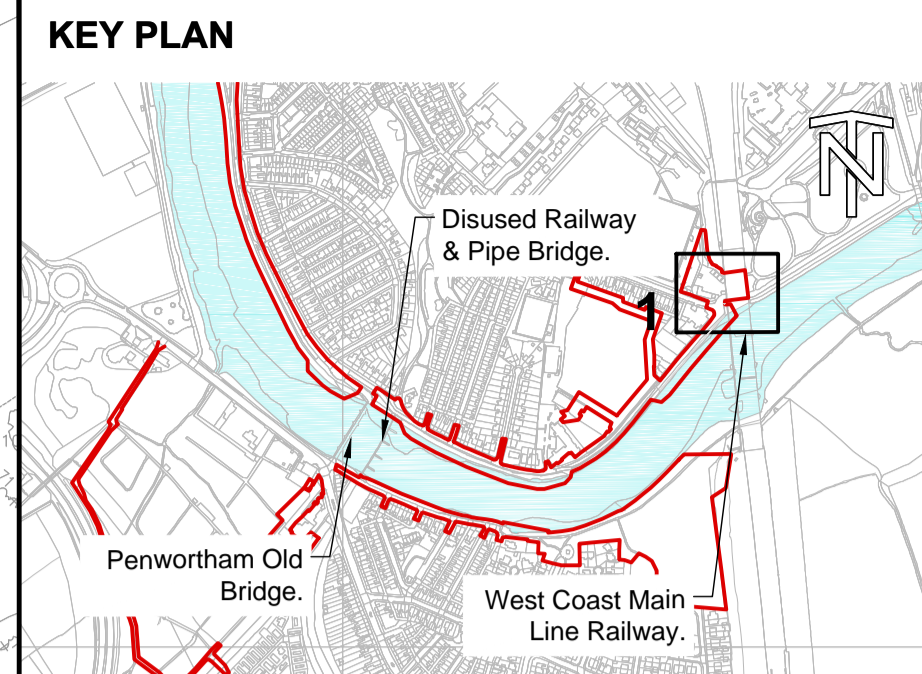 KEY PLAN
N
Disused Railway
& Pipe Bridge.
1
Penwortham Old
Bridge.
West Coast Main
Line Railway.